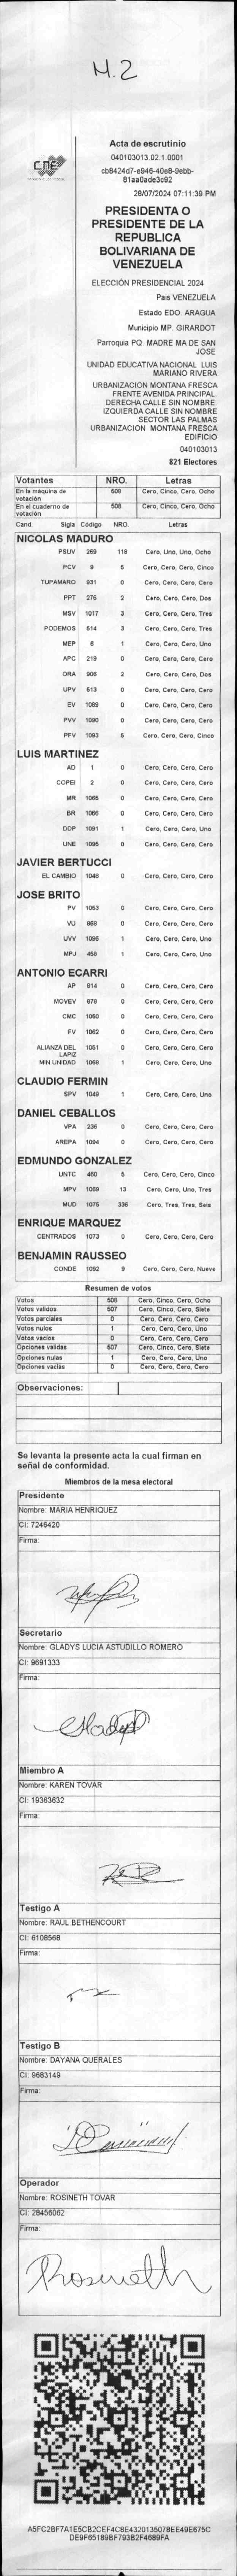 M.2
CNE
Acta de escrutinio
040103013.02.1.0001
cb8424d7-e946-40e8-9ebb-
81aa0ade3c92
28/07/2024 07:11:39 PM
PRESIDENTA O
PRESIDENTE DE LA
REPUBLICA
BOLIVARIANA DE
VENEZUELA
ELECCIÓN PRESIDENCIAL 2024
Pais VENEZUELA
Estado EDO. ARAGUA
Municipio MP. GIRARDOT
Parroquia PQ. MADRE MA DE SAN
JOSE
UNIDAD EDUCATIVA NACIONAL LUIS
MARIANO RIVERA
URBANIZACION MONTANA FRESCA
FRENTE AVENIDA PRINCIPAL.
DERECHA CALLE SIN NOMBRE.
IZQUIERDA CALLE SIN NOMBRE
SECTOR LAS PALMAS
URBANIZACION MONTANA FRESCA
EDIFICIO
040103013
821 Electores
Votantes NRO. Letras
En la máquina de votación 508 Cero, Cinco, Cero, Ocho
En el cuaderno de votación 508 Cero, Cinco, Cero, Ocho
Cand. Sigla Código NRO. Letras
NICOLAS MADURO
PSUV 269 118 Cero, Uno, Uno, Ocho
PCV 9 5 Cero, Cero, Cero, Cinco
TUPAMARO 931 0 Cero, Cero, Cero, Cero
PPT 276 2 Cero, Cero, Cero, Dos
MSV 1017 3 Cero, Cero, Cero, Tres
PODEMOS 514 3 Cero, Cero, Cero, Tres
MEP 6 1 Cero, Cero, Cero, Uno
APC 219 0 Cero, Cero, Cero, Cero
ORA 906 2 Cero, Cero, Cero, Dos
UPV 513 0 Cero, Cero, Cero, Cero
EV 1089 0 Cero, Cero, Cero, Cero
PVV 1090 0 Cero, Cero, Cero, Cero
PFV 1093 5 Cero, Cero, Cero, Cinco
LUIS MARTINEZ
AD 1 0 Cero, Cero, Cero, Cero
COPEI 2 0 Cero, Cero, Cero, Cero
MR 1065 0 Cero, Cero, Cero, Cero
BR 1066 0 Cero, Cero, Cero, Cero
DDP 1091 1 Cero, Cero, Cero, Uno
UNE 1095 0 Cero, Cero, Cero, Cero
JAVIER BERTUCCI
EL CAMBIO 1048 0 Cero, Cero, Cero, Cero
JOSE BRITO
PV 1053 0 Cero, Cero, Cero, Cero
VU 988 0 Cero, Cero, Cero, Cero
UVV 1096 1 Cero, Cero, Cero, Uno
MPJ 458 1 Cero, Cero, Cero, Uno
ANTONIO ECARRI
AP 914 0 Cero, Cero, Cero, Cero
MOVEV 978 0 Cero, Cero, Cero, Cero
CMC 1050 0 Cero, Cero, Cero, Cero
FV 1062 0 Cero, Cero, Cero, Cero
ALIANZA DEL LAPIZ 1051 0 Cero, Cero, Cero, Cero
MIN UNIDAD 1068 1 Cero, Cero, Cero, Uno
CLAUDIO FERMIN
SPV 1049 1 Cero, Cero, Cero, Uno
DANIEL CEBALLOS
VPA 236 0 Cero, Cero, Cero, Cero
AREPA 1094 0 Cero, Cero, Cero, Cero
EDMUNDO GONZALEZ
UNTC 460 5 Cero, Cero, Cero, Cinco
MPV 1069 13 Cero, Cero, Uno, Tres
MUD 1075 336 Cero, Tres, Tres, Seis
ENRIQUE MARQUEZ
CENTRADOS 1073 0 Cero, Cero, Cero, Cero
BENJAMIN RAUSSEO
CONDE 1092 9 Cero, Cero, Cero, Nueve
Resumen de votos
Votos 508 Cero, Cinco, Cero, Ocho
Votos validos 507 Cero, Cinco, Cero, Siete
Votos parciales 0 Cero, Cero, Cero, Cero
Votos nulos 1 Cero, Cero, Cero, Uno
Votos vacios 0 Cero, Cero, Cero, Cero
Opciones validas 507 Cero, Cinco, Cero, Siete
Opciones nulas 1 Cero, Cero, Cero, Uno
Opciones vacias 0 Cero, Cero, Cero, Cero
Observaciones:
Se levanta la presente acta la cual firman en
señal de conformidad.
Miembros de la mesa electoral
Presidente
Nombre: MARIA HENRIQUEZ
CI: 7246420
Firma:
Secretario
Nombre: GLADYS LUCIA ASTUDILLO ROMERO
CI: 9691333
Firma:
Miembro A
Nombre: KAREN TOVAR
CI: 19363632
Firma:
Testigo A
Nombre: RAUL BETHENCOURT
CI: 6108568
Firma:
Testigo B
Nombre: DAYANA QUERALES
CI: 9683149
Firma:
Operador
Nombre: ROSINETH TOVAR
CI: 28456062
Firma:
Rosineth
A5FC2BF7A1E5CB2CEF4C8E4320135078EE49E675C
DE9F65189BF793B2F4689FA